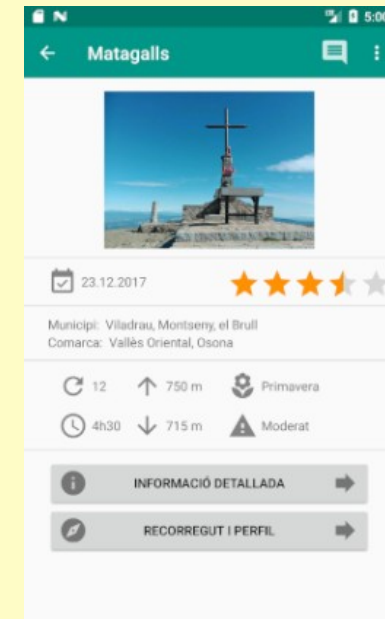 5:00
Matagalls
23.12.2017
Municipi: Viladrau, Montseny, el Brull
Comarca: Vallès Oriental, Osona
12 750 m Primavera
4h30 715 m Moderat
INFORMACIÓ DETALLADA
RECORREGUT I PERFIL